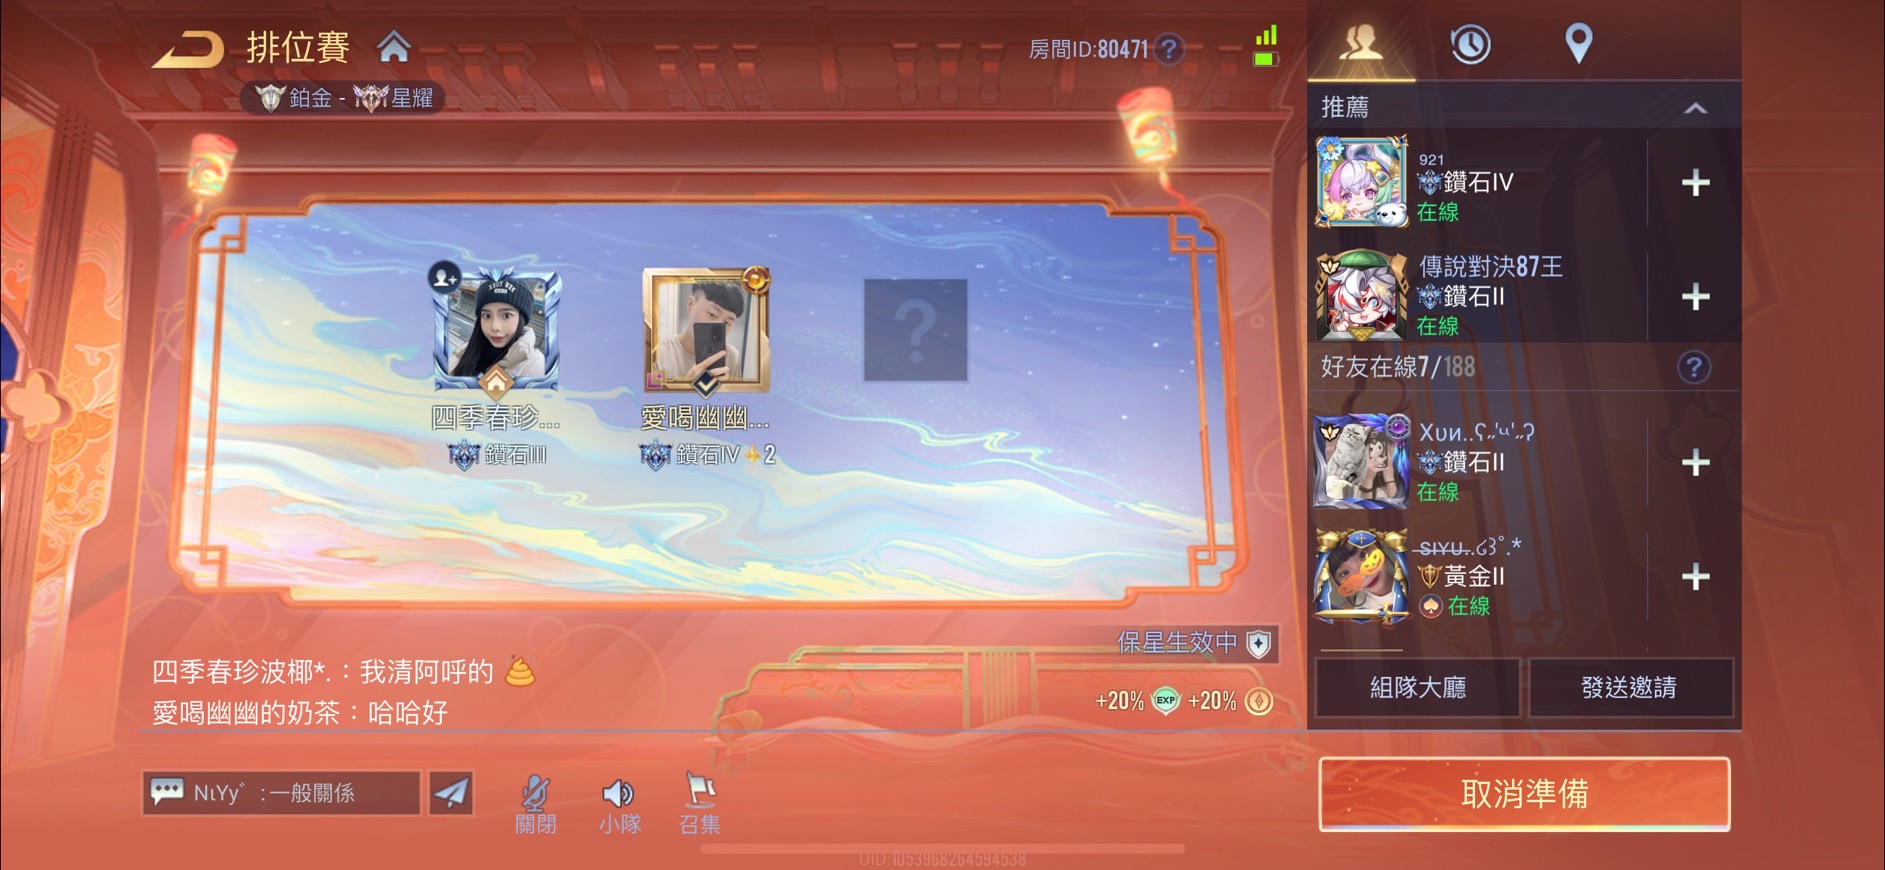 排位賽
房間ID:80471 ?
鉑金 - 星耀
推薦
921
鑽石IV
在線
傳說對決87王
鑽石II
在線
好友在線7/188 ?
Xυи..ʕ˶'༥'˶ʔ
鑽石II
在線
SIYU..໒꒱˚.*
黃金II
在線
四季春珍...
鑽石III
愛喝幽幽...
鑽石IV 2
?
保星生效中
+20% EXP +20%
四季春珍波椰*.：我清阿呼的💩
愛喝幽幽的奶茶：哈哈好
組隊大廳
發送邀請
NιYyﾞ :一般關係
關閉
小隊
召集
取消準備
UID:1053968264594538